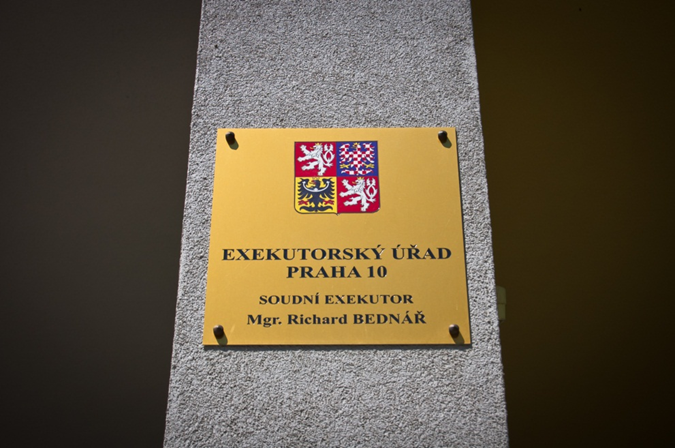 EXEKUTORSKÝ ÚŘAD
PRAHA 10
SOUDNÍ EXEKUTOR
Mgr. Richard BEDNÁŘ